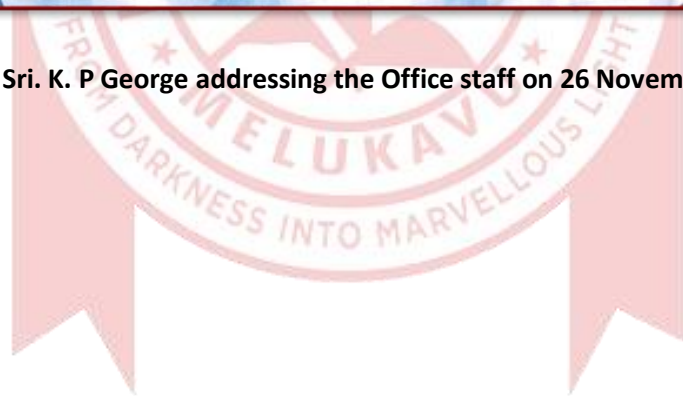 Sri. K. P George addressing the Office staff on 26 Novem
MELUKAVU
FROM DARKNESS INTO MARVELLOUS LIGHT